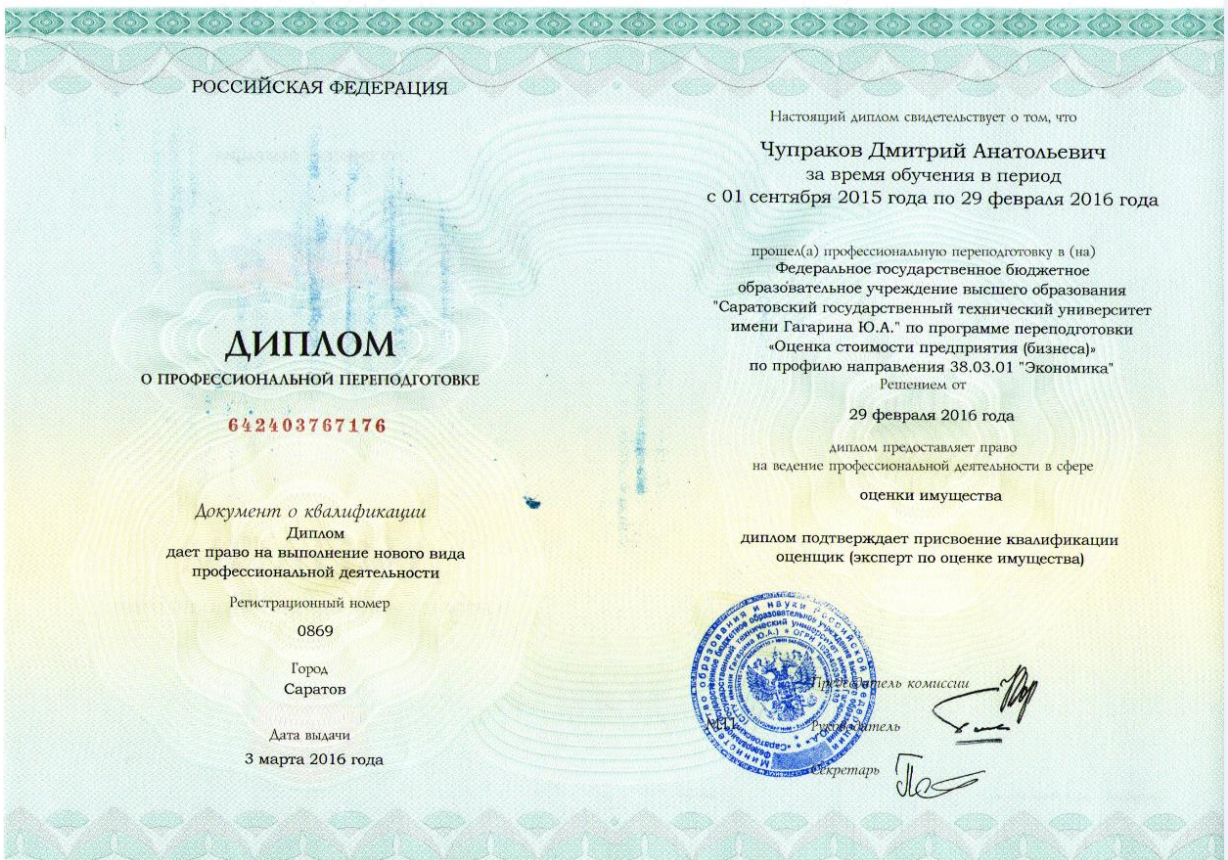 РОССИЙСКАЯ ФЕДЕРАЦИЯ
ДИПЛОМ
О ПРОФЕССИОНАЛЬНОЙ ПЕРЕПОДГОТОВКЕ
642403767176
Документ о квалификации
Диплом
дает право на выполнение нового вида
профессиональной деятельности
Регистрационный номер
0869
Город
Саратов
Дата выдачи
3 марта 2016 года
Настоящий диплом свидетельствует о том, что
Чупраков Дмитрий Анатольевич
за время обучения в период
с 01 сентября 2015 года по 29 февраля 2016 года
прошел(а) профессиональную переподготовку в (на)
Федеральное государственное бюджетное
образовательное учреждение высшего образования
"Саратовский государственный технический университет
имени Гагарина Ю.А." по программе переподготовки
«Оценка стоимости предприятия (бизнеса)»
по профилю направления 38.03.01 "Экономика"
Решением от
29 февраля 2016 года
диплом предоставляет право
на ведение профессиональной деятельности в сфере
оценки имущества
диплом подтверждает присвоение квалификации
оценщик (эксперт по оценке имущества)
Председатель комиссии
Руководитель
Секретарь
Министерство образования и науки Российской Федерации